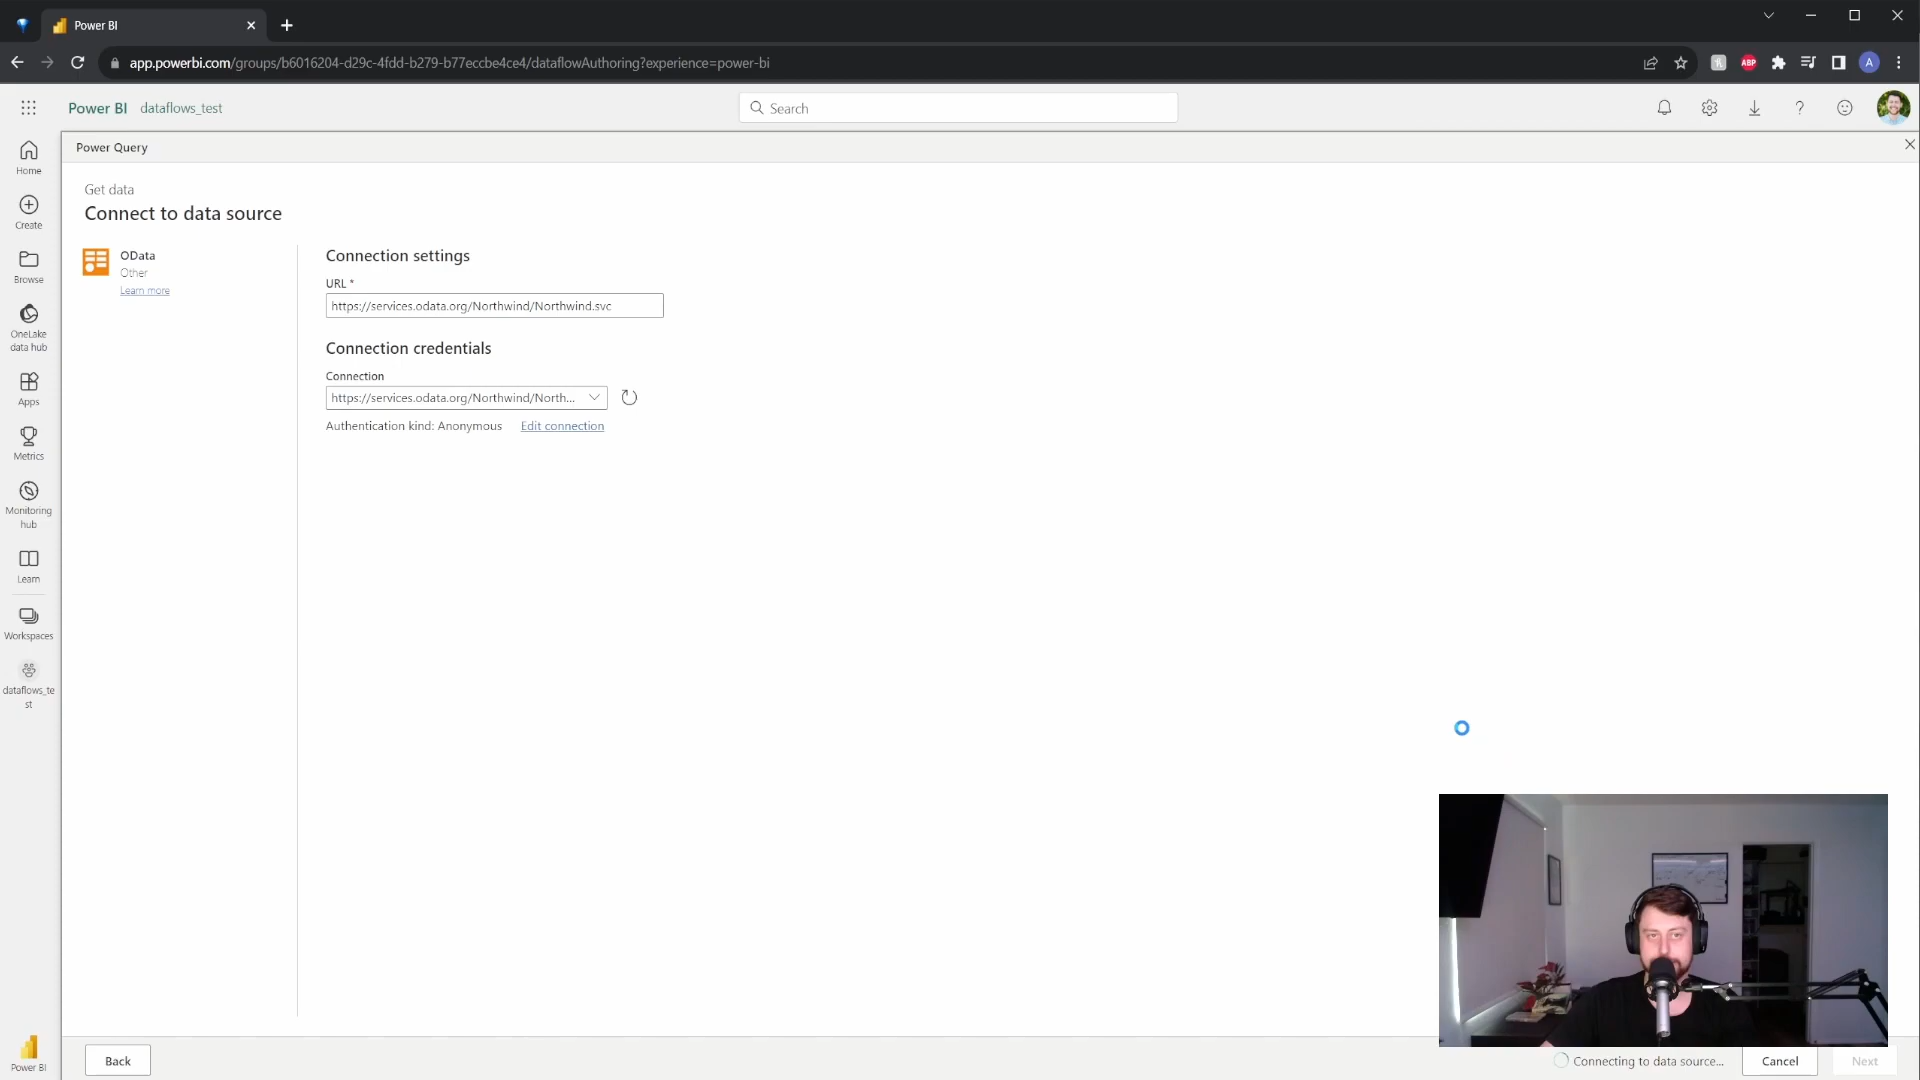 Power BI
app.powerbi.com/groups/b6016204-d29c-4fdd-b279-b77eccbe4ce4/dataflowAuthoring?experience=power-bi
ABP
A
Power BI
dataflows_test
Search
Home
Create
Browse
OneLake
data hub
Apps
Metrics
Monitoring
hub
Learn
Workspaces
dataflows_te
st
Power BI
Power Query
Get data
Connect to data source
OData
Other
Learn more
Connection settings
URL *
https://services.odata.org/Northwind/Northwind.svc
Connection credentials
Connection
https://services.odata.org/Northwind/North...
Authentication kind: Anonymous
Edit connection
Back
Connecting to data source...
Cancel
Next